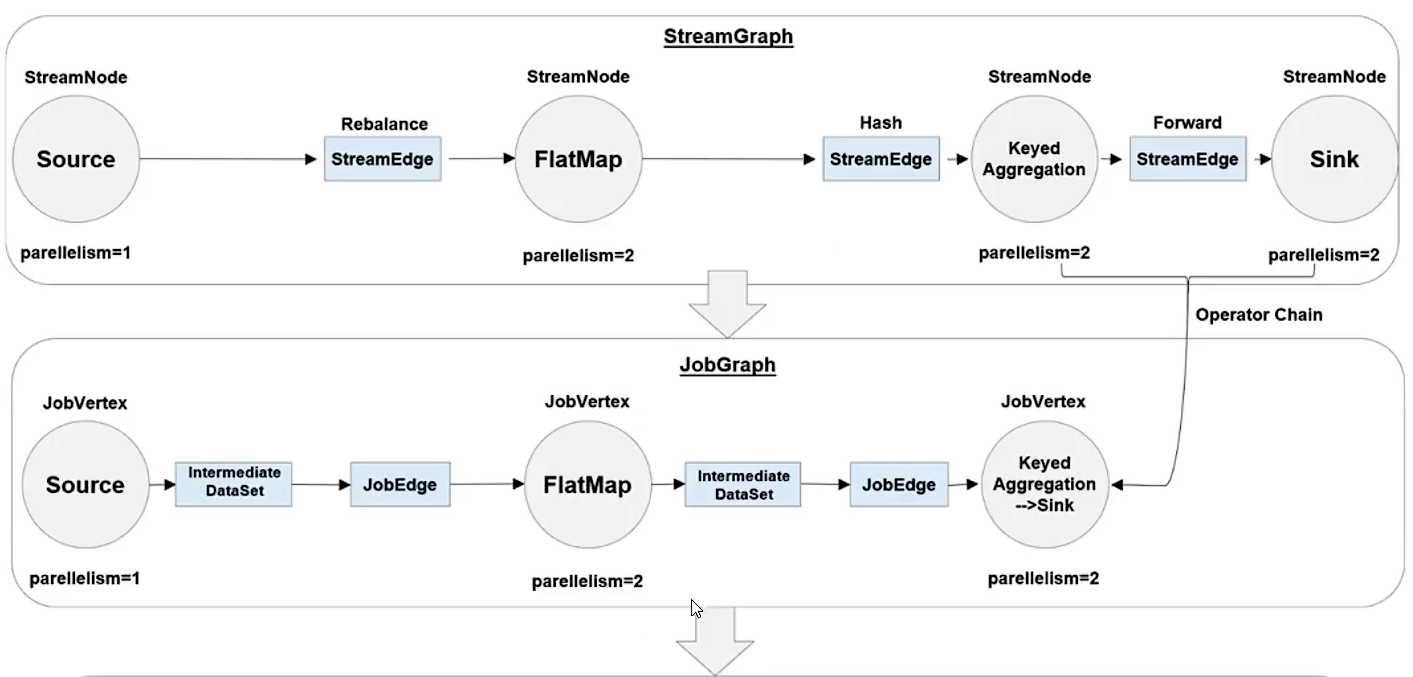 StreamGraph
StreamNode
StreamNode
StreamNode
StreamNode
Rebalance
Hash
Forward
Source
StreamEdge
FlatMap
StreamEdge
Keyed
Aggregation
StreamEdge
Sink
parellelism=1
parellelism=2
parellelism=2
parellelism=2
Operator Chain
JobGraph
JobVertex
JobVertex
JobVertex
Source
Intermediate
DataSet
JobEdge
FlatMap
Intermediate
DataSet
JobEdge
Keyed
Aggregation
-->Sink
parellelism=1
parellelism=2
parellelism=2